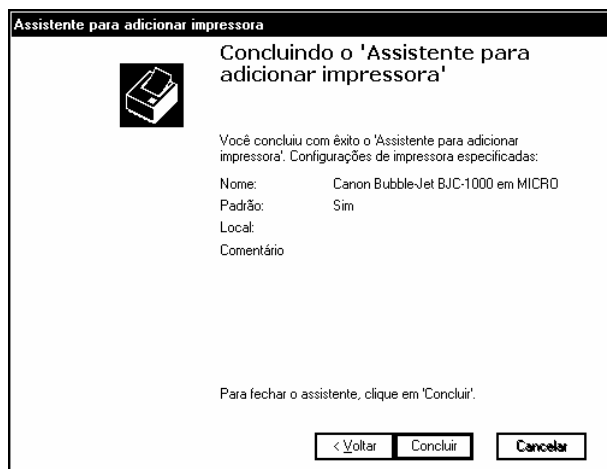 Assistente para adicionar impressora
Concluindo o 'Assistente para
adicionar impressora'
Você concluiu com êxito o 'Assistente para adicionar
impressora'. Configurações de impressora especificadas:
Nome: Canon Bubble-Jet BJC-1000 em MICRO
Padrão: Sim
Local:
Comentário
Para fechar o assistente, clique em 'Concluir'.
< Voltar Concluir Cancelar